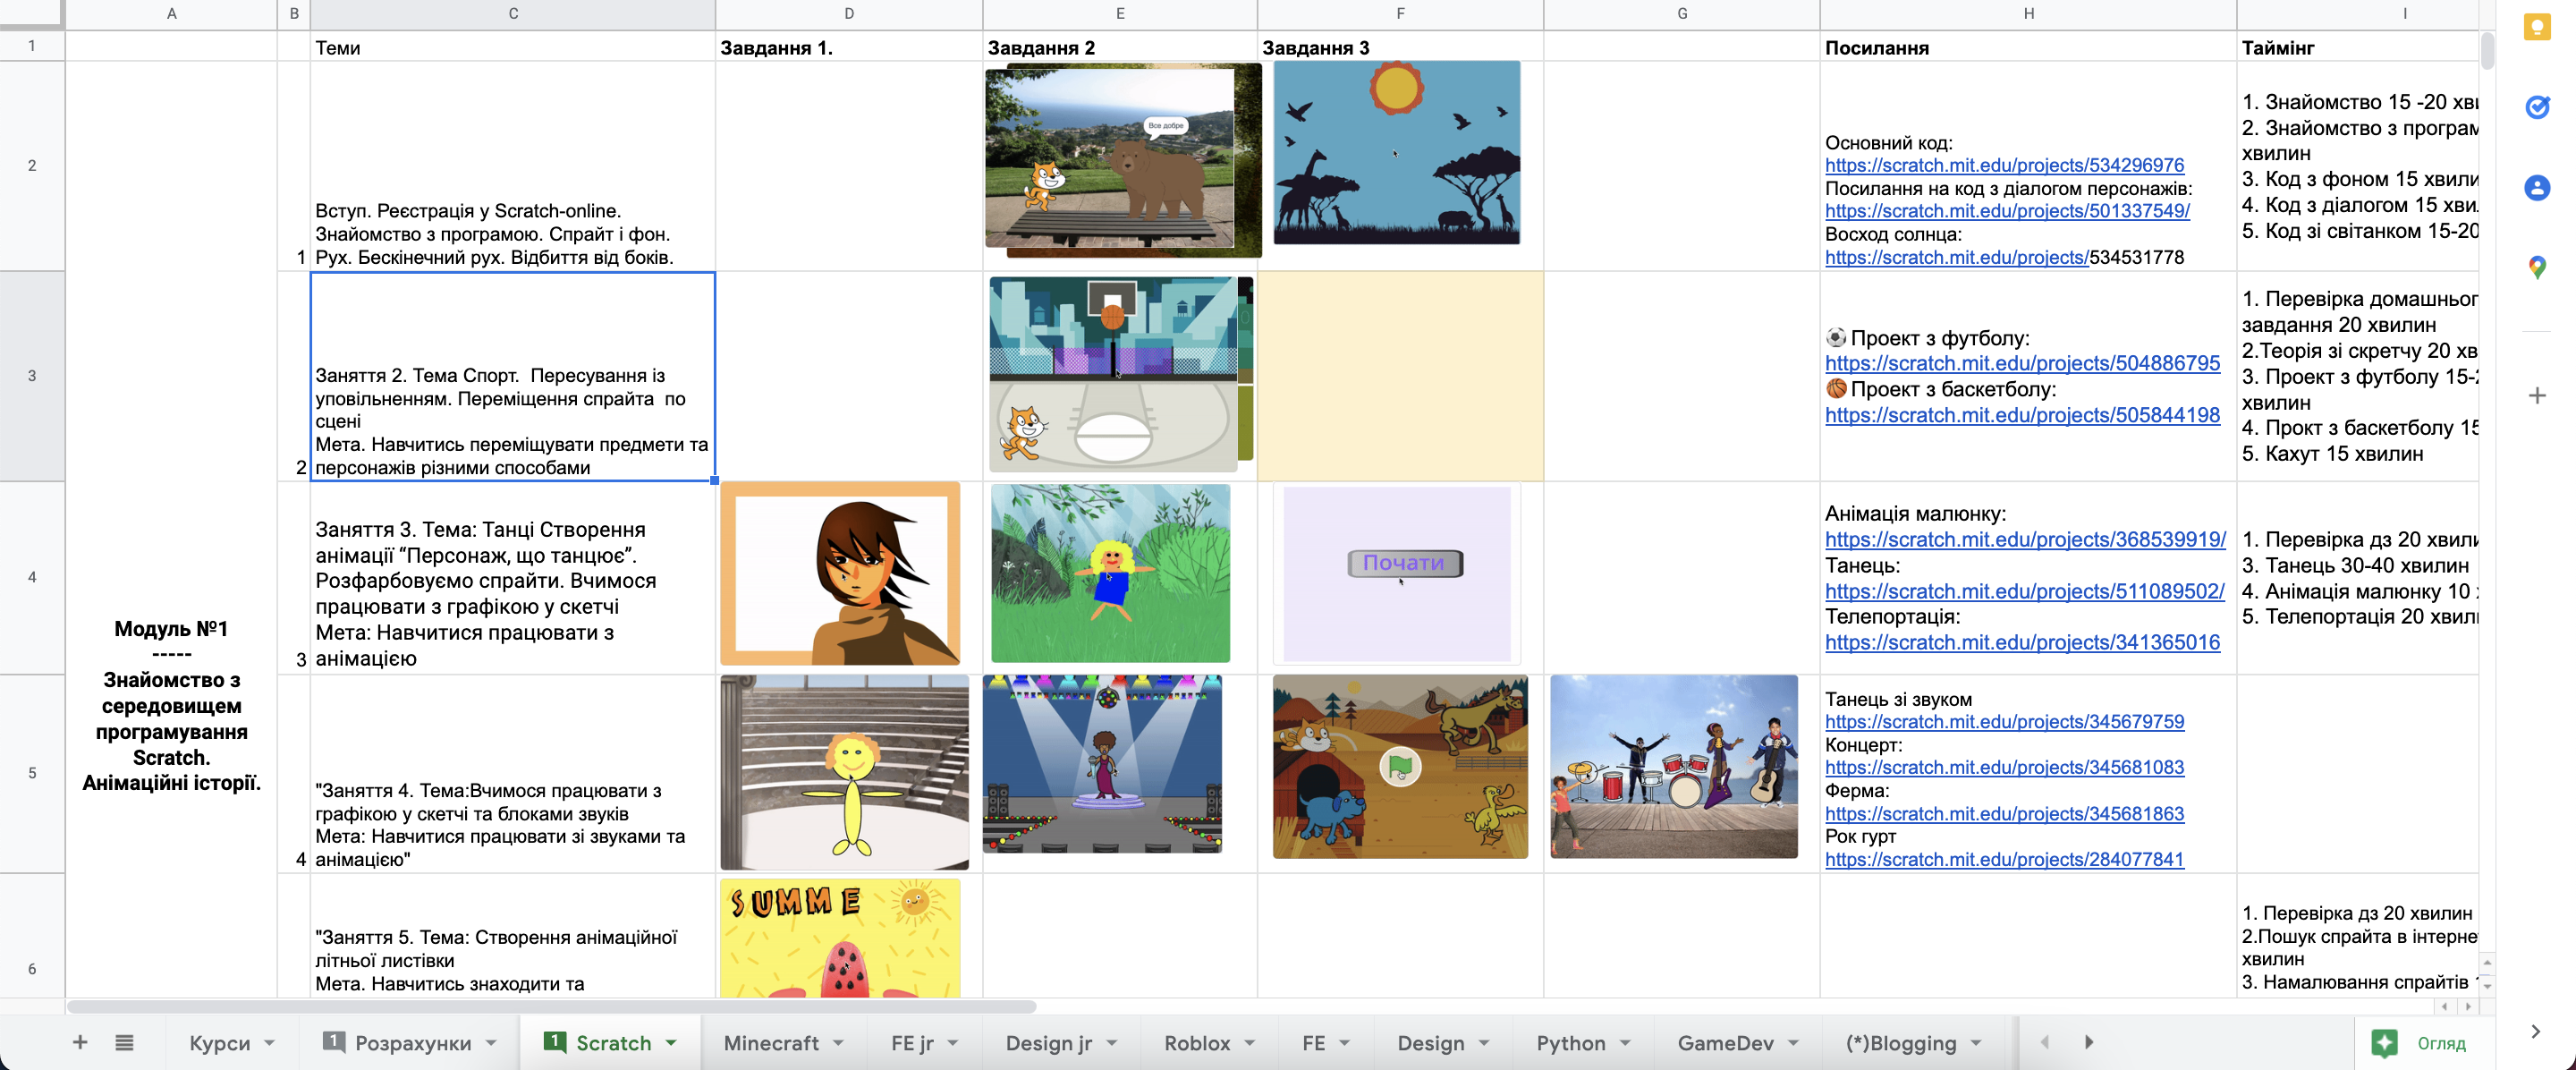 A B C D E F G H I
1 Теми Завдання 1. Завдання 2 Завдання 3 Посилання Таймінг
Модуль №1
-----
Знайомство з
середовищем
програмування
Scratch.
Анімаційні історії.
2
1
Вступ. Реєстрація у Scratch-online.
Знайомство з програмою. Спрайт і фон.
Рух. Бескінечний рух. Відбиття від боків.
Все добре
Основний код:
https://scratch.mit.edu/projects/534296976
Посилання на код з діалогом персонажів:
https://scratch.mit.edu/projects/501337549/
Восход солнца:
https://scratch.mit.edu/projects/534531778
1. Знайомство 15 -20 хви
2. Знайомство з програм
хвилин
3. Код з фоном 15 хвили
4. Код з діалогом 15 хви
5. Код зі світанком 15-20
3
2
Заняття 2. Тема Спорт. Пересування із
уповільненням. Переміщення спрайта по
сцені
Мета. Навчитись переміщувати предмети та
персонажів різними способами
⚽ Проект з футболу:
https://scratch.mit.edu/projects/504886795
🏀 Проект з баскетболу:
https://scratch.mit.edu/projects/505844198
1. Перевірка домашньог
завдання 20 хвилин
2.Теорія зі скретчу 20 хв
3. Проект з футболу 15-2
хвилин
4. Прокт з баскетболу 15
5. Кахут 15 хвилин
4
3
Заняття 3. Тема: Танці Створення
анімації “Персонаж, що танцює”.
Розфарбовуємо спрайти. Вчимося
працювати з графікою у скетчі
Мета: Навчитися працювати з
анімацією
Почати
Анімація малюнку:
https://scratch.mit.edu/projects/368539919/
Танець:
https://scratch.mit.edu/projects/511089502/
Телепортація:
https://scratch.mit.edu/projects/341365016
1. Перевірка дз 20 хвили
3. Танець 30-40 хвилин
4. Анімація малюнку 10
5. Телепортація 20 хвил
5
4
"Заняття 4. Тема:Вчимося працювати з
графікою у скетчі та блоками звуків
Мета: Навчитися працювати зі звуками та
анімацією"
Танець зі звуком
https://scratch.mit.edu/projects/345679759
Концерт:
https://scratch.mit.edu/projects/345681083
Ферма:
https://scratch.mit.edu/projects/345681863
Рок гурт
https://scratch.mit.edu/projects/284077841
6
"Заняття 5. Тема: Створення анімаційної
літньої листівки
Мета. Навчитись знаходити та
SUMME
1. Перевірка дз 20 хвилин
2.Пошук спрайта в інтерне
хвилин
3. Намалювання спрайтів
Курси 1 Розрахунки 1 Scratch Minecraft FE jr Design jr Roblox FE Design Python GameDev (*)Blogging Огляд